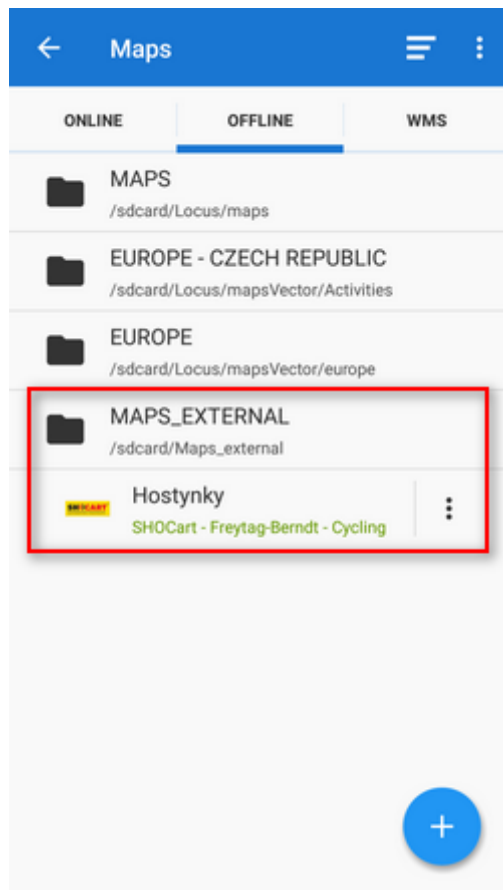 Maps
ONLINE OFFLINE WMS
MAPS
/sdcard/Locus/maps
EUROPE - CZECH REPUBLIC
/sdcard/Locus/mapsVector/Activities
EUROPE
/sdcard/Locus/mapsVector/europe
MAPS_EXTERNAL
/sdcard/Maps_external
Hostynky
SHOCART
SHOCart - Freytag-Berndt - Cycling